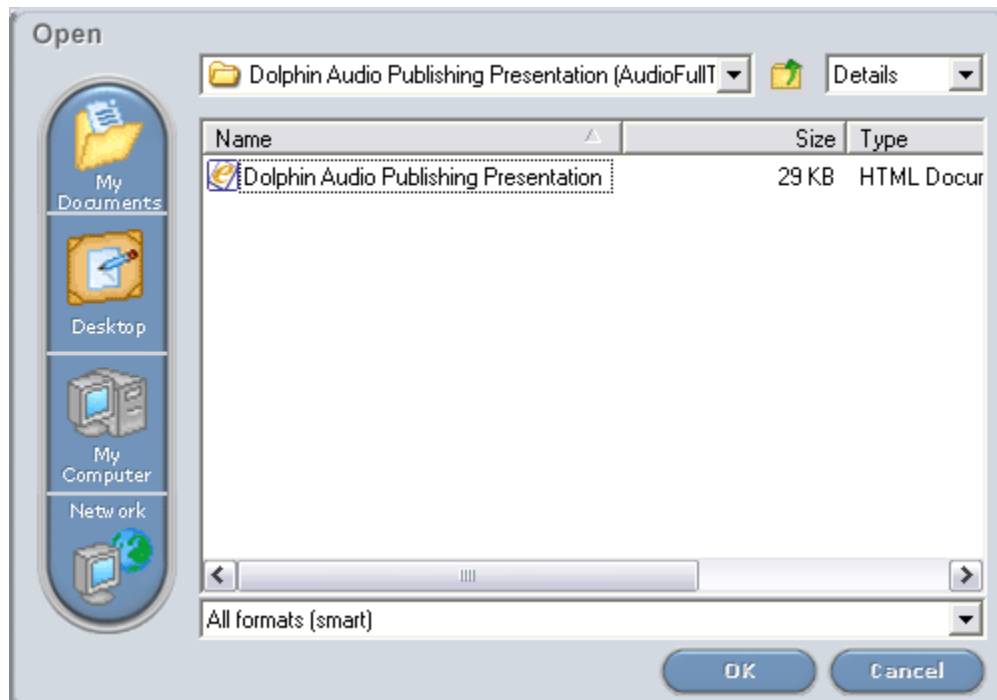 Open
Dolphin Audio Publishing Presentation (AudioFullT
Details
My
Documents
Desktop
My
Computer
Network
Name Size Type
Dolphin Audio Publishing Presentation 29 KB HTML Docur
All formats (smart)
OK Cancel